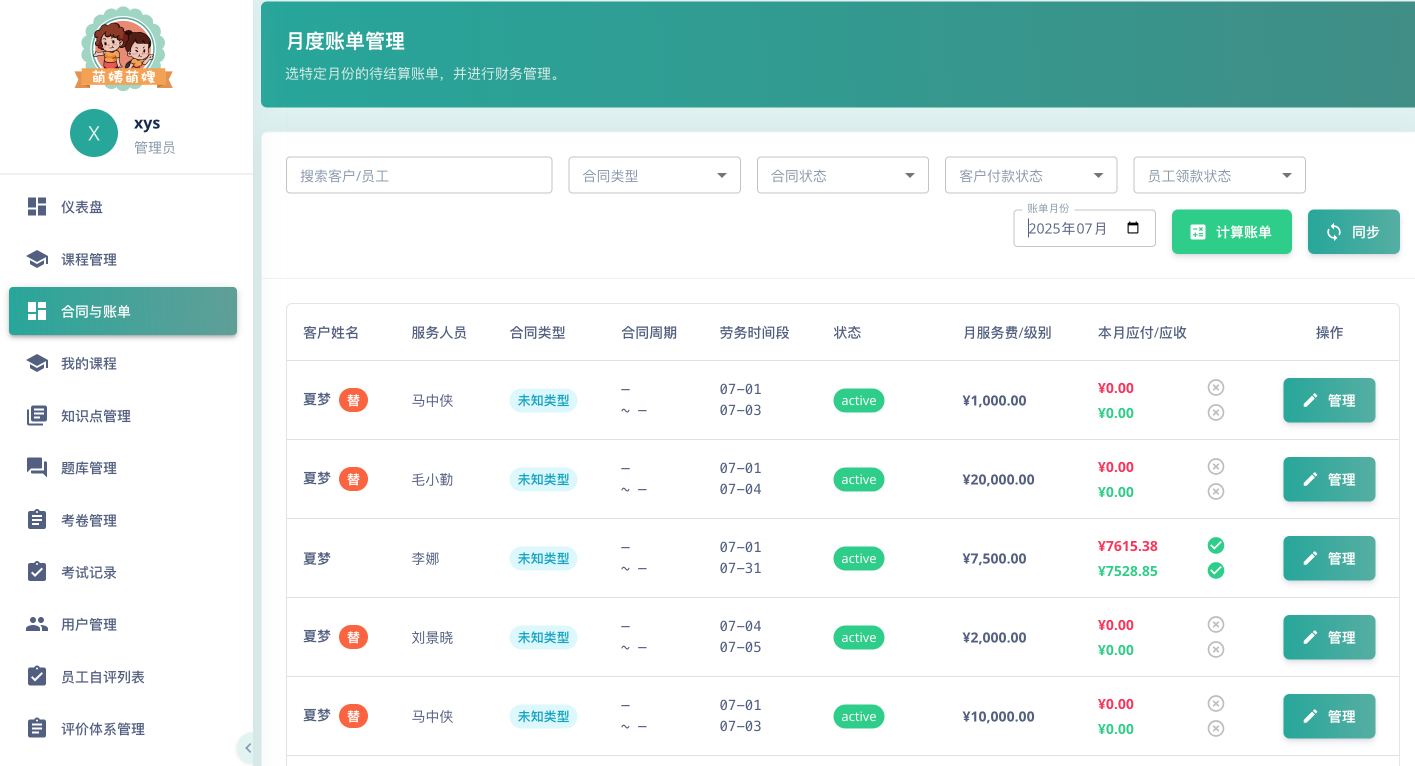 萌姨萌嫂
X
xys
管理员
仪表盘
课程管理
合同与账单
我的课程
知识点管理
题库管理
考卷管理
考试记录
用户管理
员工自评列表
评价体系管理
月度账单管理
选特定月份的待结算账单，并进行财务管理。
搜索客户/员工
合同类型
合同状态
客户付款状态
员工领款状态
账单月份
2025年07月
计算账单
同步
客户姓名 服务人员 合同类型 合同周期 劳务时间段 状态 月服务费/级别 本月应付/应收 操作
夏梦 替 马中侠 未知类型 — ~ — 07-01 07-03 active ¥1,000.00 ¥0.00 ¥0.00 管理
夏梦 替 毛小勤 未知类型 — ~ — 07-01 07-04 active ¥20,000.00 ¥0.00 ¥0.00 管理
夏梦 李娜 未知类型 — ~ — 07-01 07-31 active ¥7,500.00 ¥7615.38 ¥7528.85 管理
夏梦 替 刘景晓 未知类型 — ~ — 07-04 07-05 active ¥2,000.00 ¥0.00 ¥0.00 管理
夏梦 替 马中侠 未知类型 — ~ — 07-01 07-03 active ¥10,000.00 ¥0.00 ¥0.00 管理